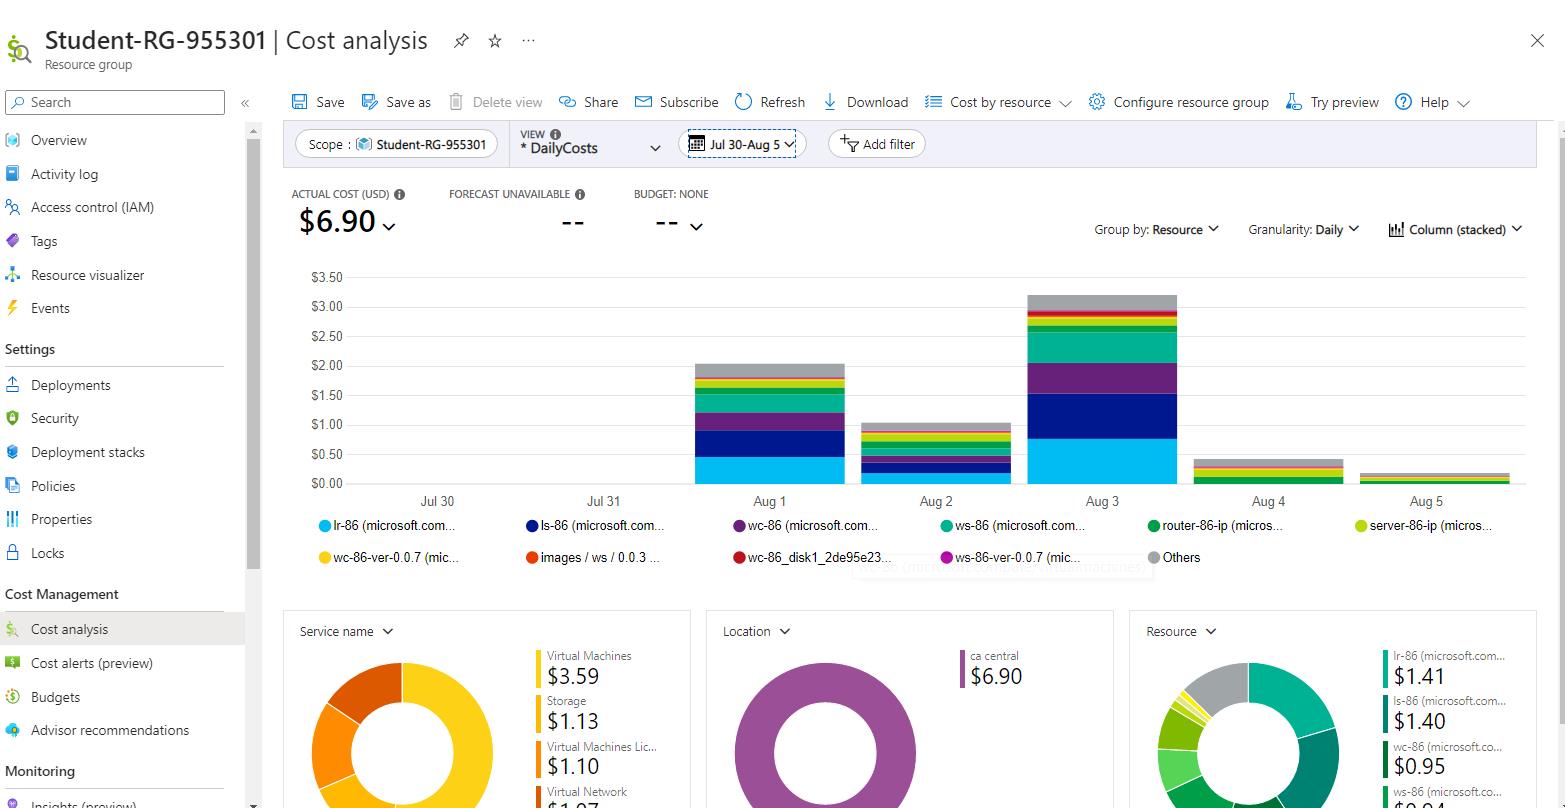 Student-RG-955301 | Cost analysis
Resource group
Search
Overview
Activity log
Access control (IAM)
Tags
Resource visualizer
Events
Settings
Deployments
Security
Deployment stacks
Policies
Properties
Locks
Cost Management
Cost analysis
Cost alerts (preview)
Budgets
Advisor recommendations
Monitoring
Insights (preview)
Save Save as Delete view Share Subscribe Refresh Download Cost by resource Configure resource group Try preview Help
Scope : Student-RG-955301
VIEW
* DailyCosts
Jul 30-Aug 5
Add filter
ACTUAL COST (USD) FORECAST UNAVAILABLE BUDGET: NONE
$6.90 -- --
Group by: Resource Granularity: Daily Column (stacked)
$3.50
$3.00
$2.50
$2.00
$1.50
$1.00
$0.50
$0.00
Jul 30 Jul 31 Aug 1 Aug 2 Aug 3 Aug 4 Aug 5
lr-86 (microsoft.com... ls-86 (microsoft.com... wc-86 (microsoft.com... ws-86 (microsoft.com... router-86-ip (micros... server-86-ip (micros...
wc-86-ver-0.0.7 (mic... images / ws / 0.0.3 ... wc-86_disk1_2de95e23... ws-86-ver-0.0.7 (mic... Others
Service name
Virtual Machines
$3.59
Storage
$1.13
Virtual Machines Lic...
$1.10
Virtual Network
Location
ca central
$6.90
Resource
lr-86 (microsoft.com...
$1.41
ls-86 (microsoft.com...
$1.40
wc-86 (microsoft.co...
$0.95
ws-86 (microsoft.co...